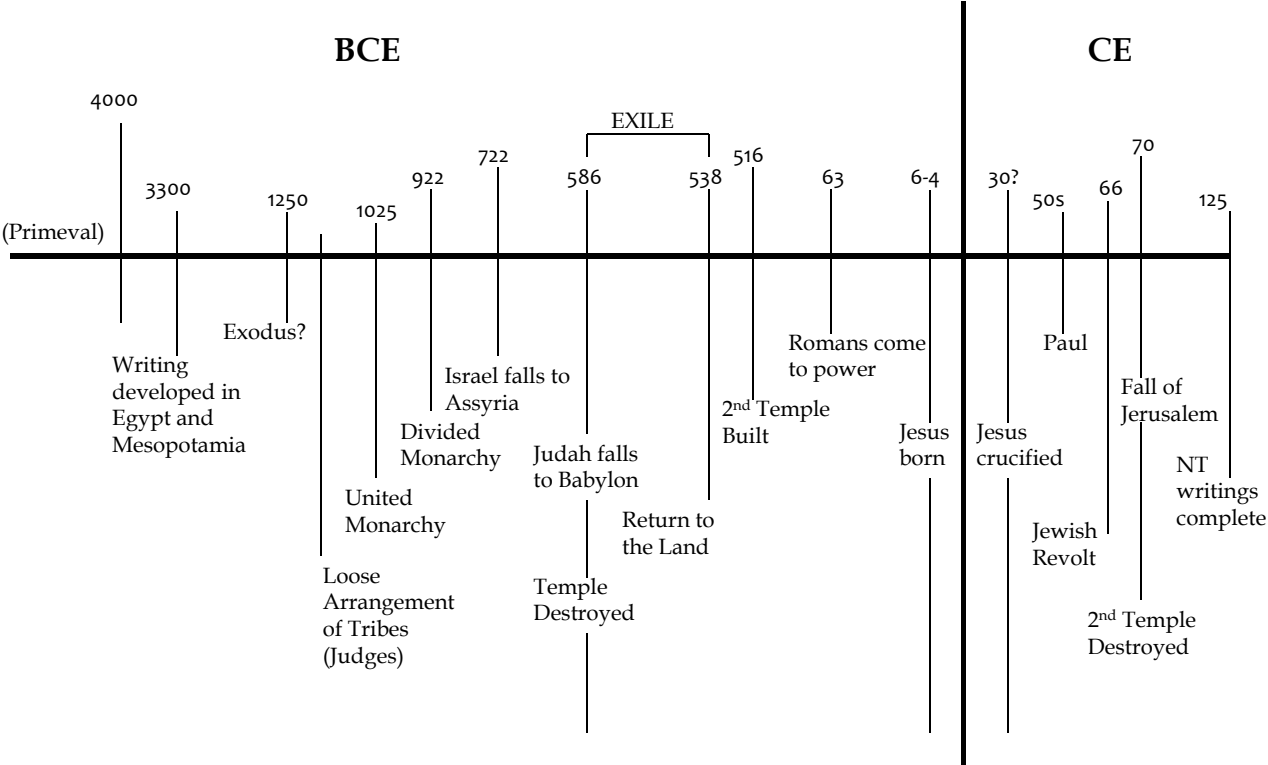 BCE
CE
4000
EXILE
70
516
722
586
538
63
6-4
30?
922
3300
66
1250
50s
125
1025
(Primeval)
Exodus?
Writing
developed in
Egypt and
Mesopotamia
Loose
Arrangement
of Tribes
(Judges)
United
Monarchy
Divided
Monarchy
Israel falls to
Assyria
Judah falls
to Babylon
Temple
Destroyed
Return to
the Land
2nd Temple
Built
Romans come
to power
Jesus
born
Jesus
crucified
Paul
Jewish
Revolt
Fall of
Jerusalem
2nd Temple
Destroyed
NT
writings
complete